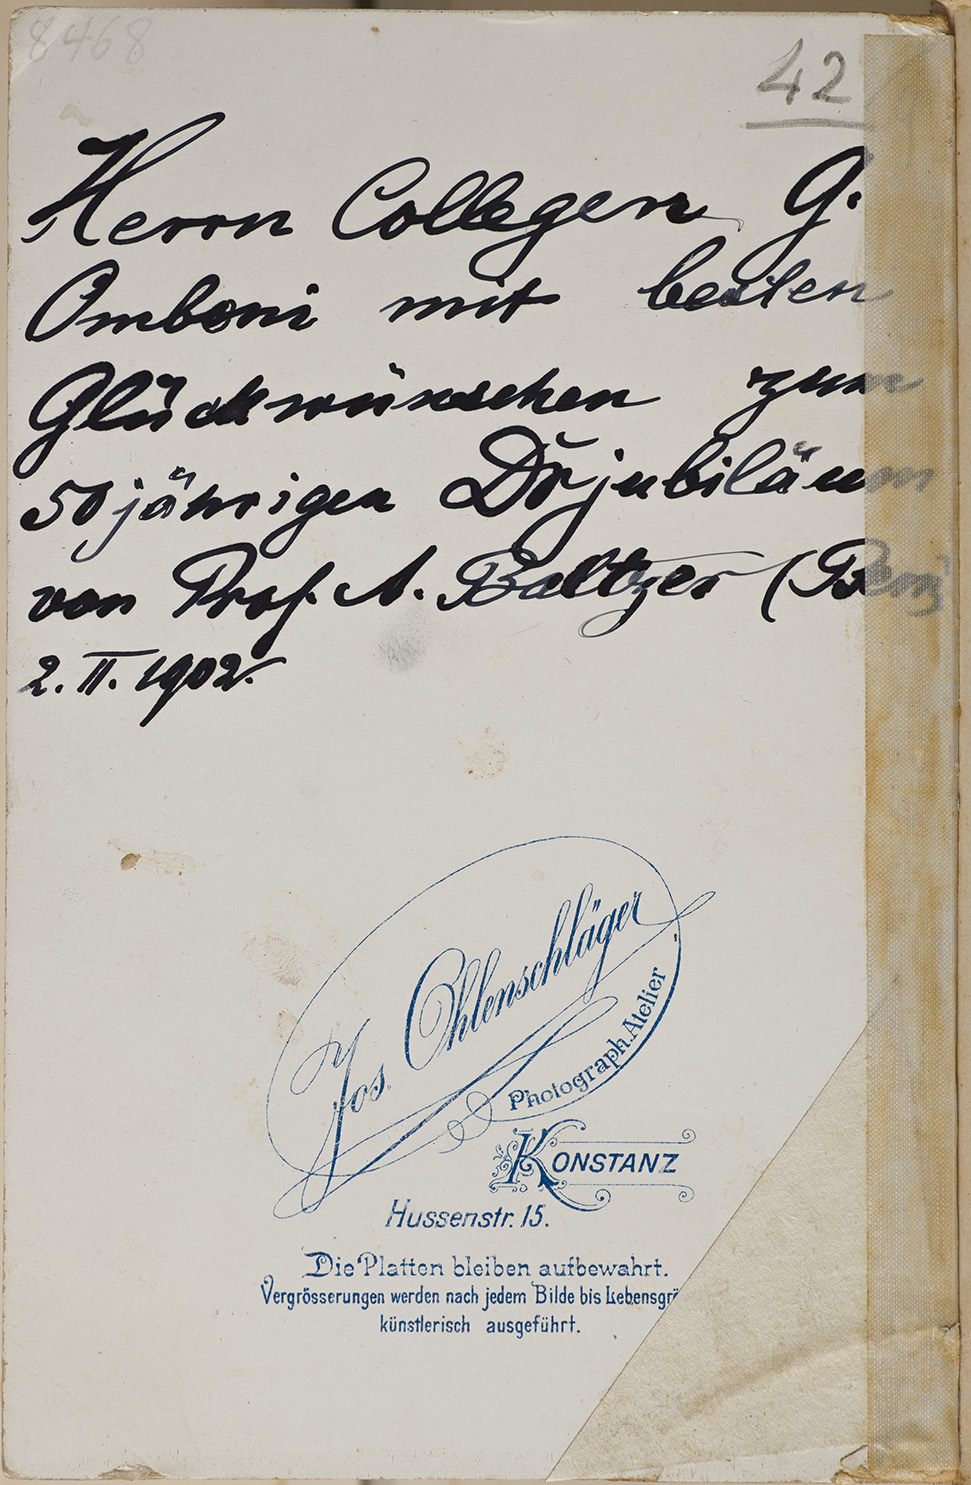 8468
42
Herrn Collegen G.
Omboni mit besten
Glückwünschen zum
50jährigen Drjubiläum
von Prof. A. Baltzer (Bern)
2. II. 1902.
Jos. Ohlenschläger
Photograph. Atelier
KONSTANZ
Hussenstr. 15.
Die Platten bleiben aufbewahrt.
Vergrösserungen werden nach jedem Bilde bis Lebensgrö
künstlerisch ausgeführt.